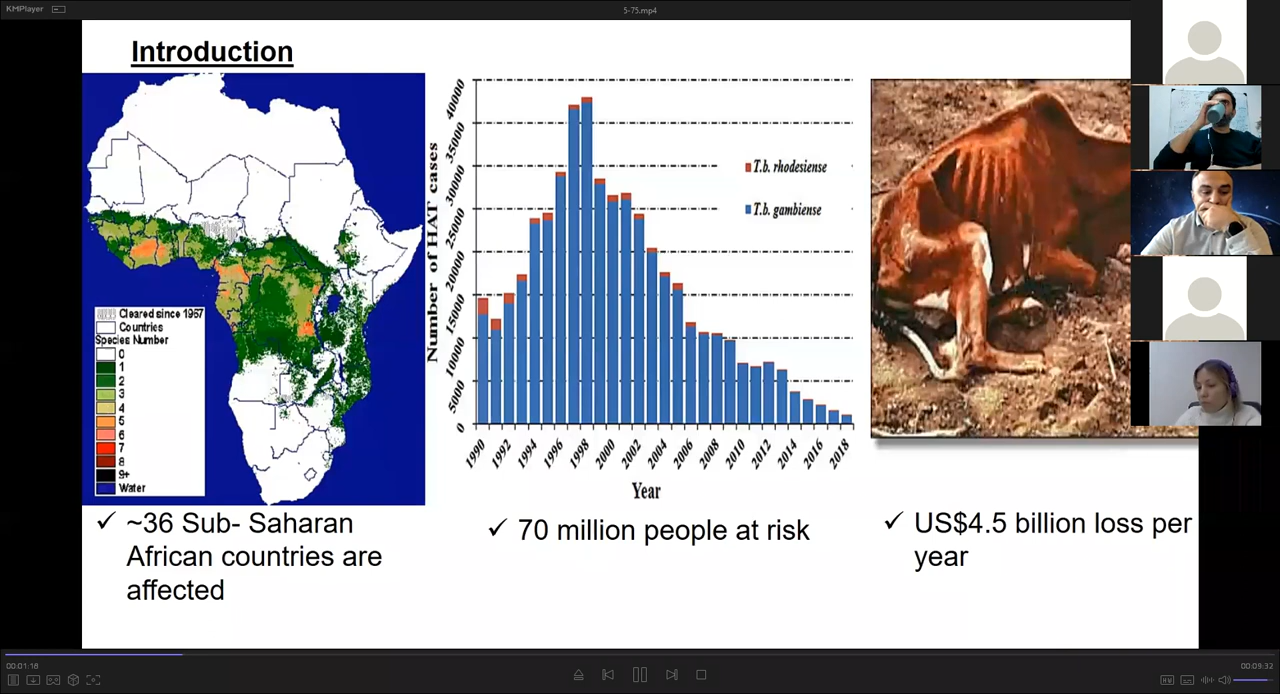 KMPlayer
5-75.mp4
Introduction
Cleared since 1967
Countries
Species Number
0
1
2
3
4
5
6
7
8
9+
Water
Number of HAT cases
40000
35000
30000
25000
20000
15000
10000
5000
0
T.b. rhodesiense
T.b. gambiense
1990
1992
1994
1996
1998
2000
2002
2004
2006
2008
2010
2012
2014
2016
2018
Year
✓ ~36 Sub- Saharan
African countries are
affected
✓ 70 million people at risk
✓ US$4.5 billion loss per
year
00:01:18
00:09:32